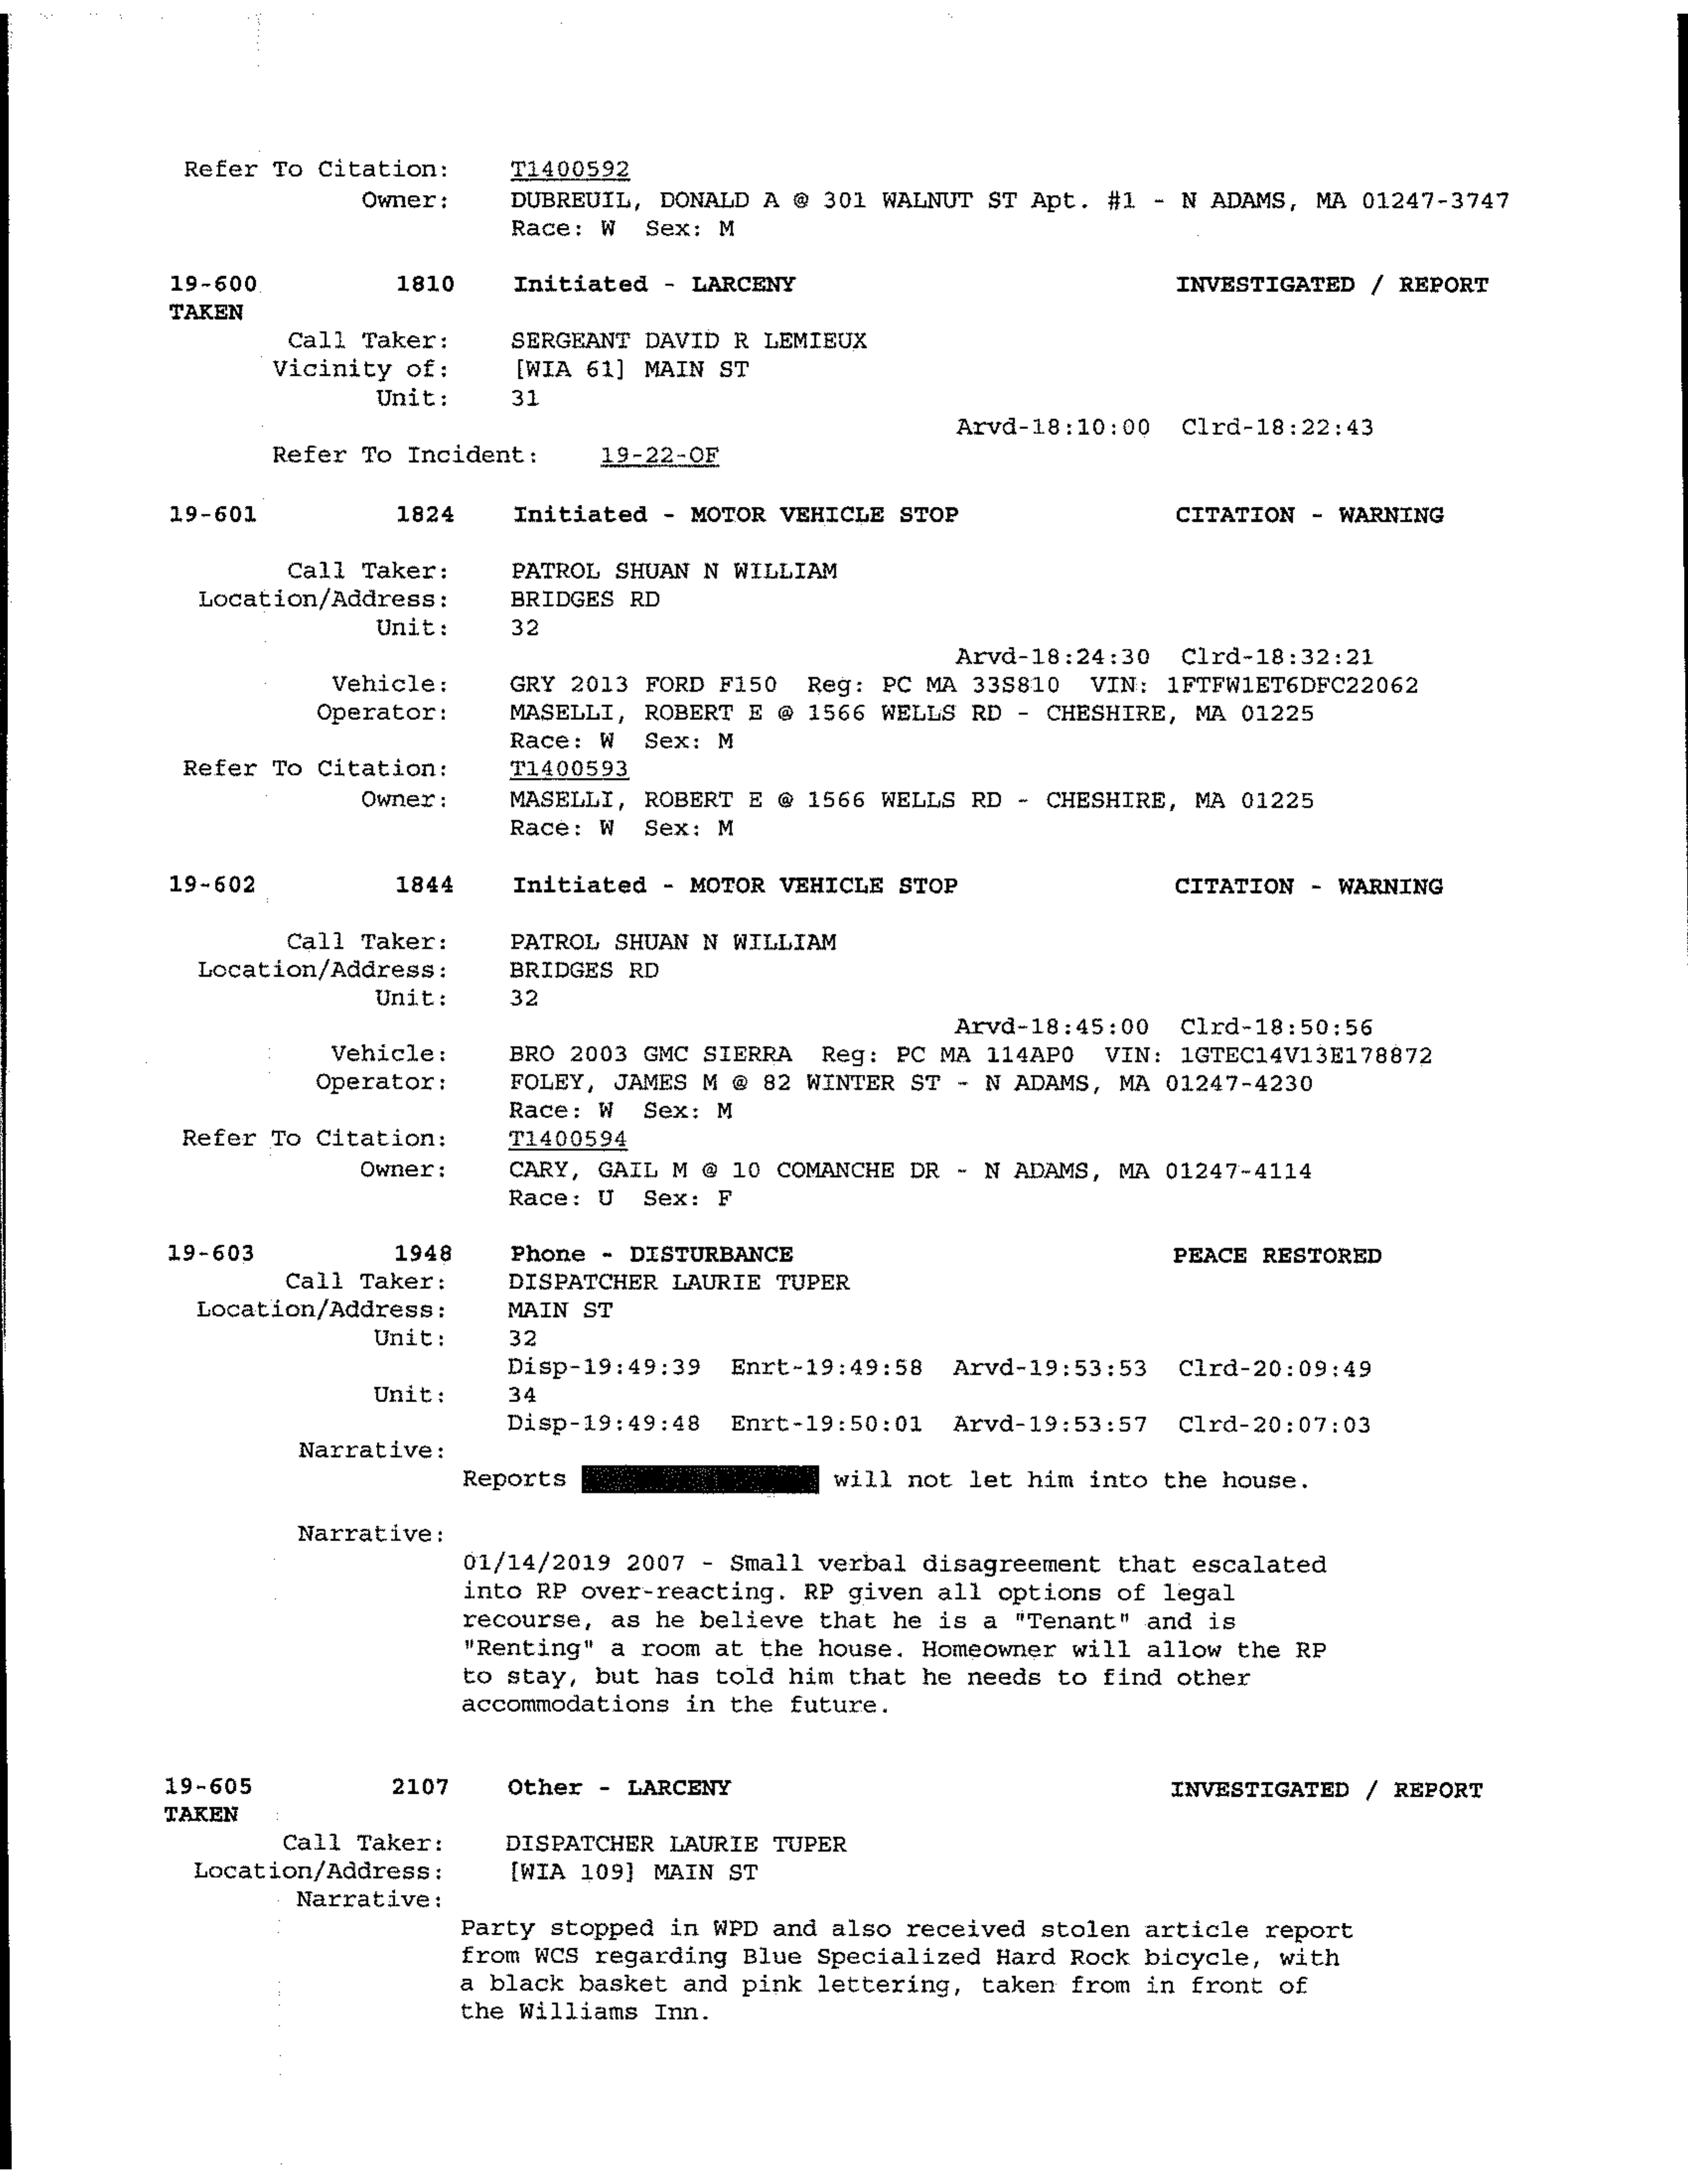 Refer To Citation: T1400592
Owner: DUBREUIL, DONALD A @ 301 WALNUT ST Apt. #1 - N ADAMS, MA 01247-3747
Race: W Sex: M
19-600 1810 Initiated - LARCENY INVESTIGATED / REPORT
TAKEN
Call Taker: SERGEANT DAVID R LEMIEUX
Vicinity of: [WIA 61] MAIN ST
Unit: 31
Arvd-18:10:00 Clrd-18:22:43
Refer To Incident: 19-22-OF
19-601 1824 Initiated - MOTOR VEHICLE STOP CITATION - WARNING
Call Taker: PATROL SHUAN N WILLIAM
Location/Address: BRIDGES RD
Unit: 32
Arvd-18:24:30 Clrd-18:32:21
Vehicle: GRY 2013 FORD F150 Reg: PC MA 33S810 VIN: 1FTFW1ET6DFC22062
Operator: MASELLI, ROBERT E @ 1566 WELLS RD - CHESHIRE, MA 01225
Race: W Sex: M
Refer To Citation: T1400593
Owner: MASELLI, ROBERT E @ 1566 WELLS RD - CHESHIRE, MA 01225
Race: W Sex: M
19-602 1844 Initiated - MOTOR VEHICLE STOP CITATION - WARNING
Call Taker: PATROL SHUAN N WILLIAM
Location/Address: BRIDGES RD
Unit: 32
Arvd-18:45:00 Clrd-18:50:56
Vehicle: BRO 2003 GMC SIERRA Reg: PC MA 114AP0 VIN: 1GTEC14V13E178872
Operator: FOLEY, JAMES M @ 82 WINTER ST - N ADAMS, MA 01247-4230
Race: W Sex: M
Refer To Citation: T1400594
Owner: CARY, GAIL M @ 10 COMANCHE DR - N ADAMS, MA 01247-4114
Race: U Sex: F
19-603 1948 Phone - DISTURBANCE PEACE RESTORED
Call Taker: DISPATCHER LAURIE TUPER
Location/Address: MAIN ST
Unit: 32
Disp-19:49:39 Enrt-19:49:58 Arvd-19:53:53 Clrd-20:09:49
Unit: 34
Disp-19:49:48 Enrt-19:50:01 Arvd-19:53:57 Clrd-20:07:03
Narrative:
Reports will not let him into the house.
Narrative:
01/14/2019 2007 - Small verbal disagreement that escalated
into RP over-reacting. RP given all options of legal
recourse, as he believe that he is a "Tenant" and is
"Renting" a room at the house. Homeowner will allow the RP
to stay, but has told him that he needs to find other
accommodations in the future.
19-605 2107 Other - LARCENY INVESTIGATED / REPORT
TAKEN
Call Taker: DISPATCHER LAURIE TUPER
Location/Address: [WIA 109] MAIN ST
Narrative:
Party stopped in WPD and also received stolen article report
from WCS regarding Blue Specialized Hard Rock bicycle, with
a black basket and pink lettering, taken from in front of
the Williams Inn.